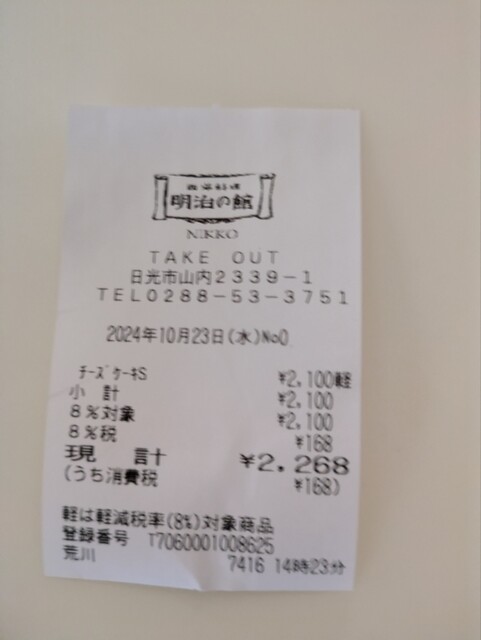 西洋料理
明治の館
NIKKO
TAKE OUT
日光市山内2339-1
TEL0288-53-3751
2024年10月23日(水)No0
ﾁｰｽﾞｹｰｷS ¥2,100軽
小計 ¥2,100
8%対象 ¥2,100
8%税 ¥168
現計 ¥2,268
(うち消費税 ¥168)
軽は軽減税率(8%)対象商品
登録番号 T7060001008625
荒川 7416 14時23分